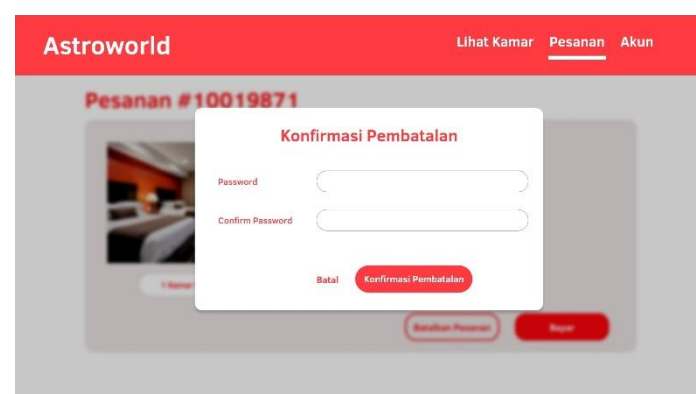 Astroworld
Lihat Kamar Pesanan Akun
Pesanan #10019871
Konfirmasi Pembatalan
Password
Confirm Password
Batal Konfirmasi Pembatalan
Batalkan Pesanan Bayar